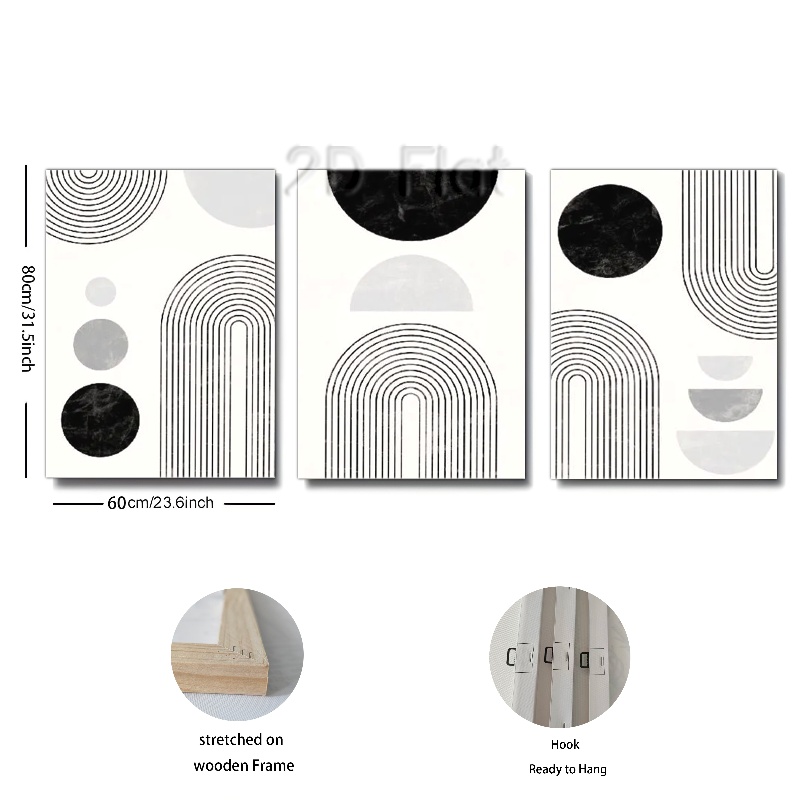 2D Flat
80cm/31.5inch
60cm/23.6inch
stretched on
wooden Frame
Hook
Ready to Hang